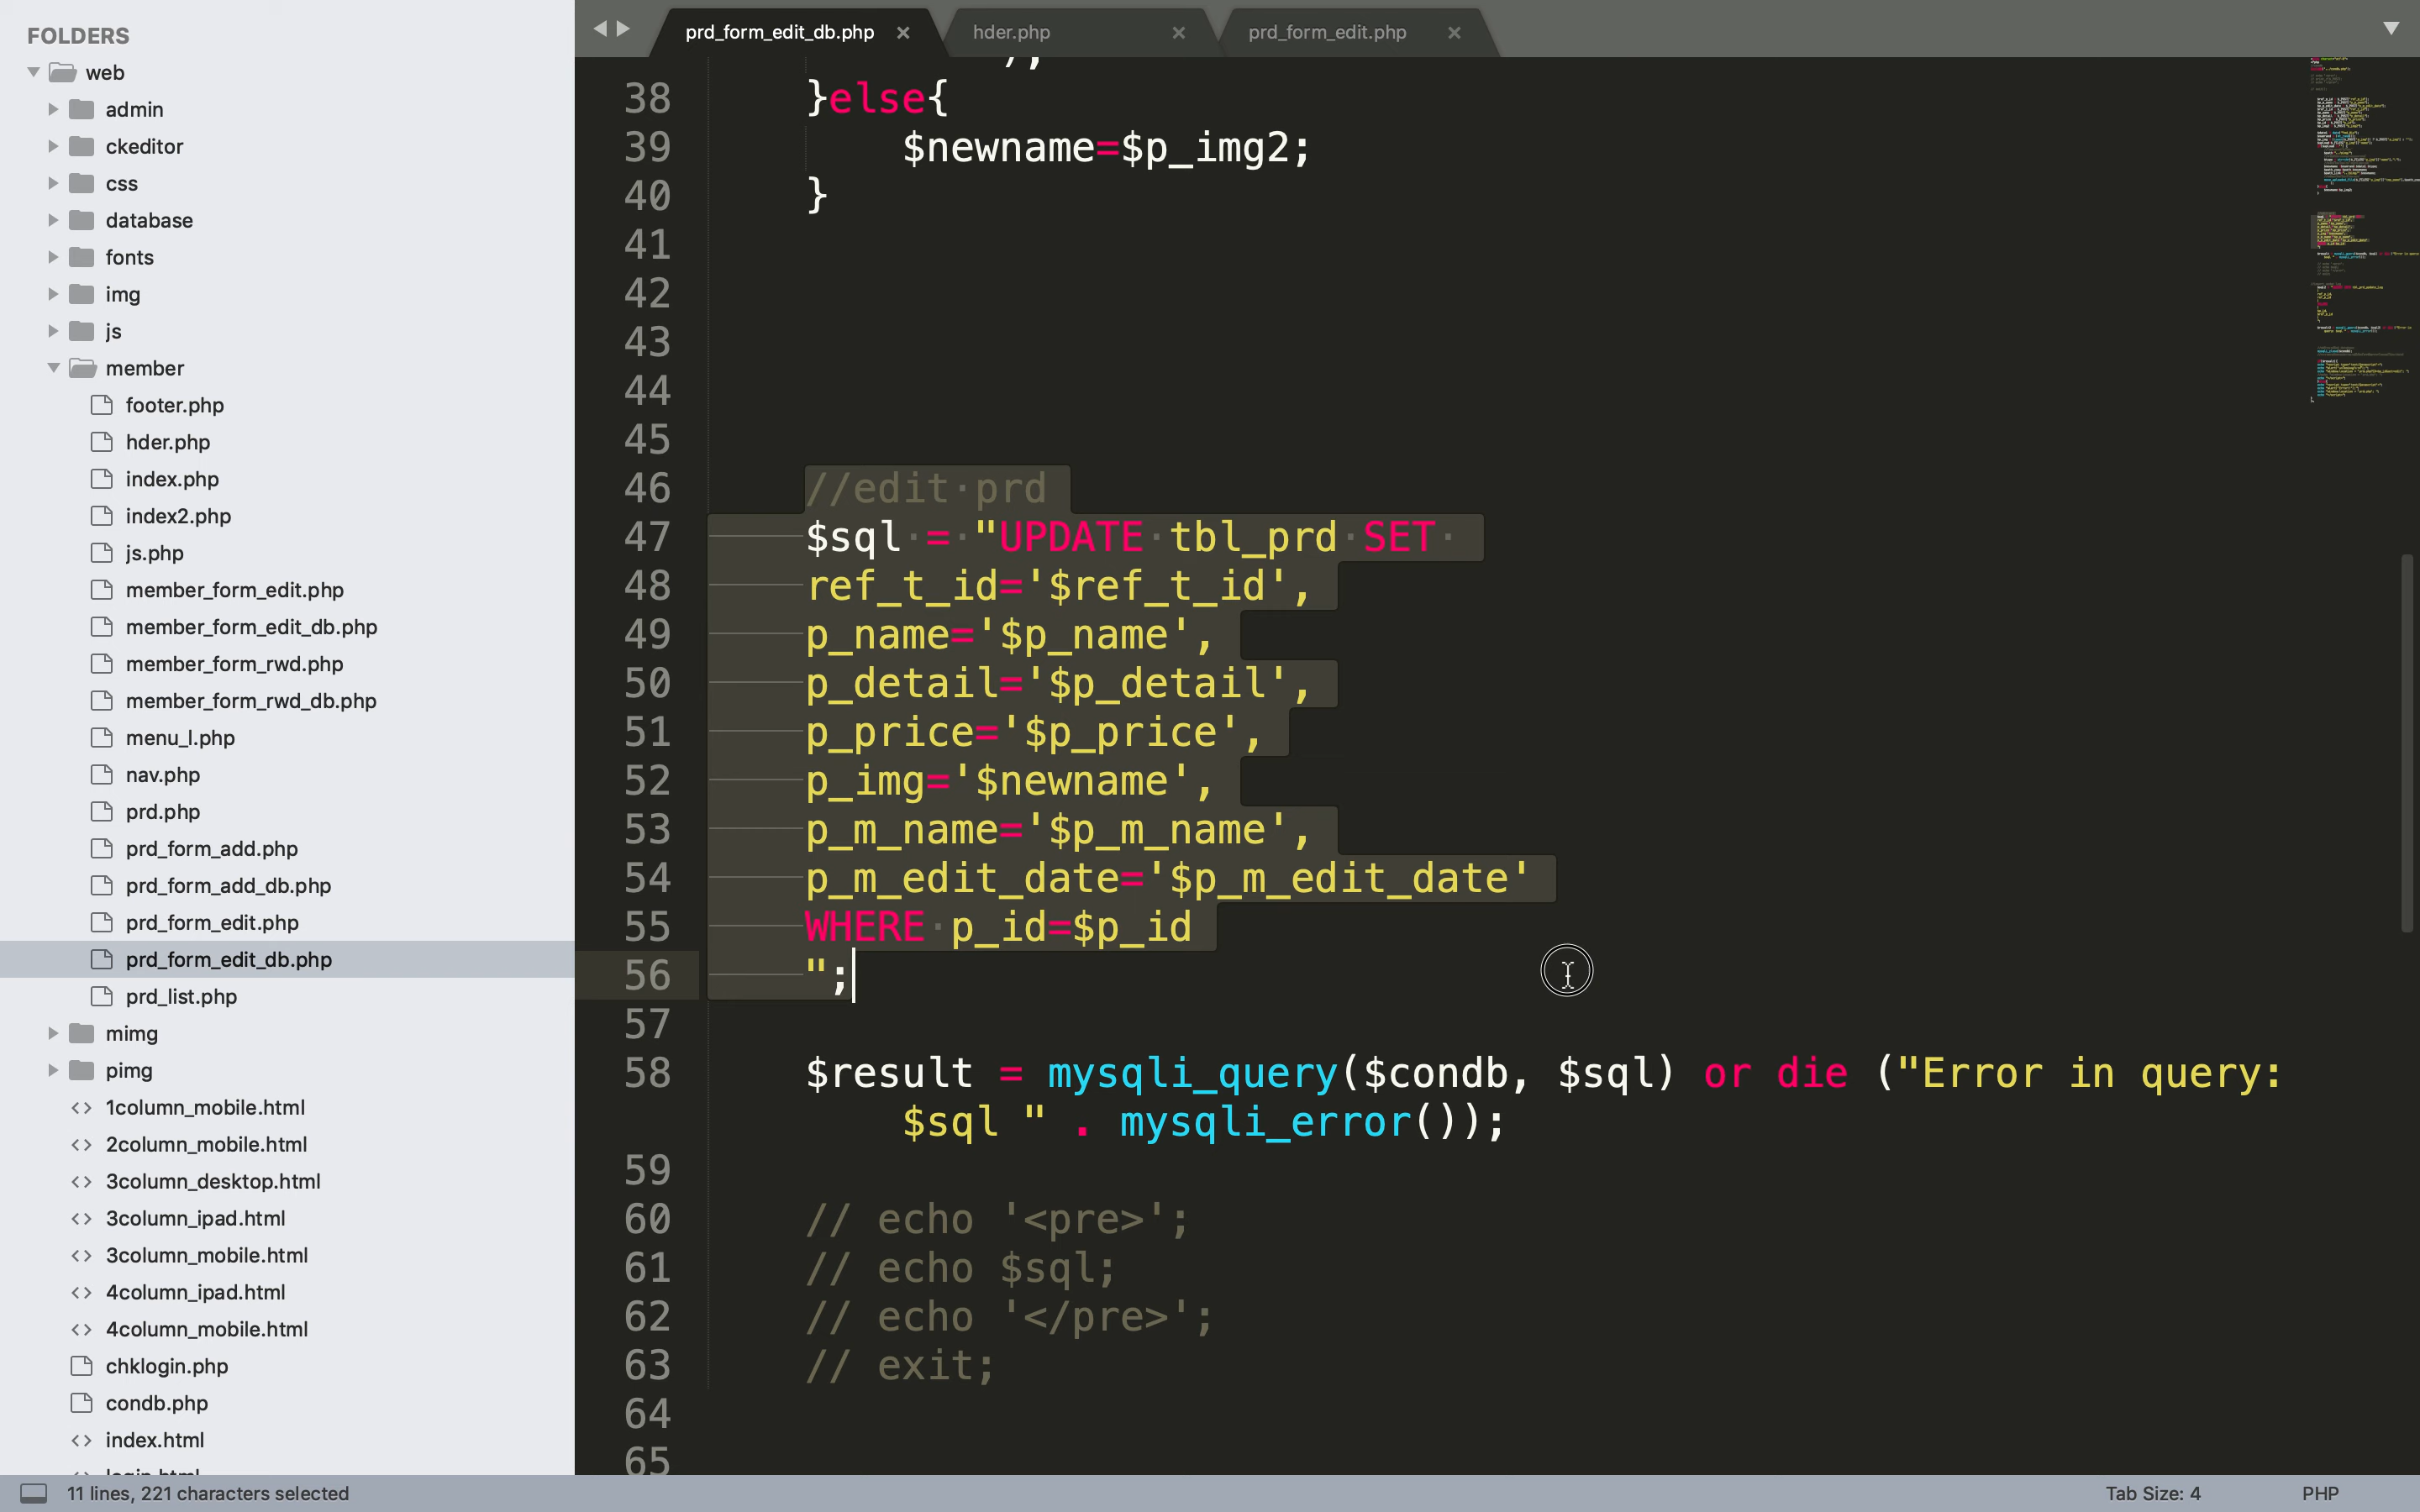 FOLDERS
web
admin
ckeditor
css
database
fonts
img
js
member
footer.php
hder.php
index.php
index2.php
js.php
member_form_edit.php
member_form_edit_db.php
member_form_rwd.php
member_form_rwd_db.php
menu_l.php
nav.php
prd.php
prd_form_add.php
prd_form_add_db.php
prd_form_edit.php
prd_form_edit_db.php
prd_list.php
mimg
pimg
1column_mobile.html
2column_mobile.html
3column_desktop.html
3column_ipad.html
3column_mobile.html
4column_ipad.html
4column_mobile.html
chklogin.php
condb.php
index.html
prd_form_edit_db.php
hder.php
prd_form_edit.php
38 }else{
39 $newname=$p_img2;
40 }
41
42
43
44
45
46 //edit prd
47 $sql = "UPDATE tbl_prd SET
48 ref_t_id='$ref_t_id',
49 p_name='$p_name',
50 p_detail='$p_detail',
51 p_price='$p_price',
52 p_img='$newname',
53 p_m_name='$p_m_name',
54 p_m_edit_date='$p_m_edit_date'
55 WHERE p_id=$p_id
56 ";
57
58 $result = mysqli_query($condb, $sql) or die ("Error in query:
$sql " . mysqli_error());
59
60 // echo '<pre>';
61 // echo $sql;
62 // echo '</pre>';
63 // exit;
64
65
11 lines, 221 characters selected
Tab Size: 4
PHP